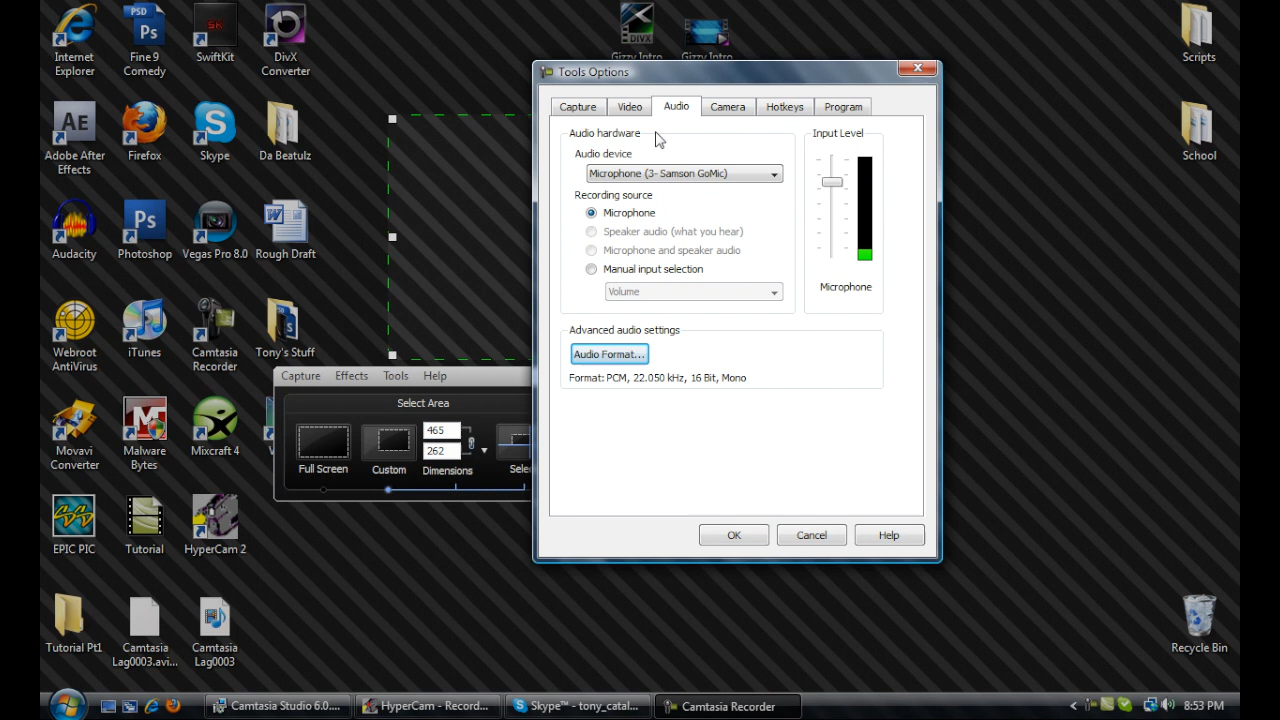 Internet
Explorer
PSD
Ps
Fine 9
Comedy
SK
SwiftKit
DivX
Converter
DIVX
Gizzy Intro
Gizzy Intro
Scripts
AE
Adobe After
Effects
Firefox
Skype
Da Beatulz
School
Audacity
Ps
Photoshop
Vegas Pro 8.0
Rough Draft
Webroot
AntiVirus
iTunes
Camtasia
Recorder
Tony's Stuff
Movavi
Converter
Malware
Bytes
Mixcraft 4
EPIC PIC
Tutorial
HyperCam 2
Tutorial Pt1
Camtasia
Lag0003.avi...
Camtasia
Lag0003
Recycle Bin
Tools Options
Capture
Video
Audio
Camera
Hotkeys
Program
Audio hardware
Audio device
Microphone (3- Samson GoMic)
Recording source
Microphone
Speaker audio (what you hear)
Microphone and speaker audio
Manual input selection
Volume
Input Level
Microphone
Advanced audio settings
Audio Format...
Format: PCM, 22.050 kHz, 16 Bit, Mono
OK
Cancel
Help
Capture
Effects
Tools
Help
Select Area
465
262
Full Screen
Custom
Dimensions
Camtasia Studio 6.0....
HyperCam - Record...
Skype™ - tony_catal...
Camtasia Recorder
8:53 PM